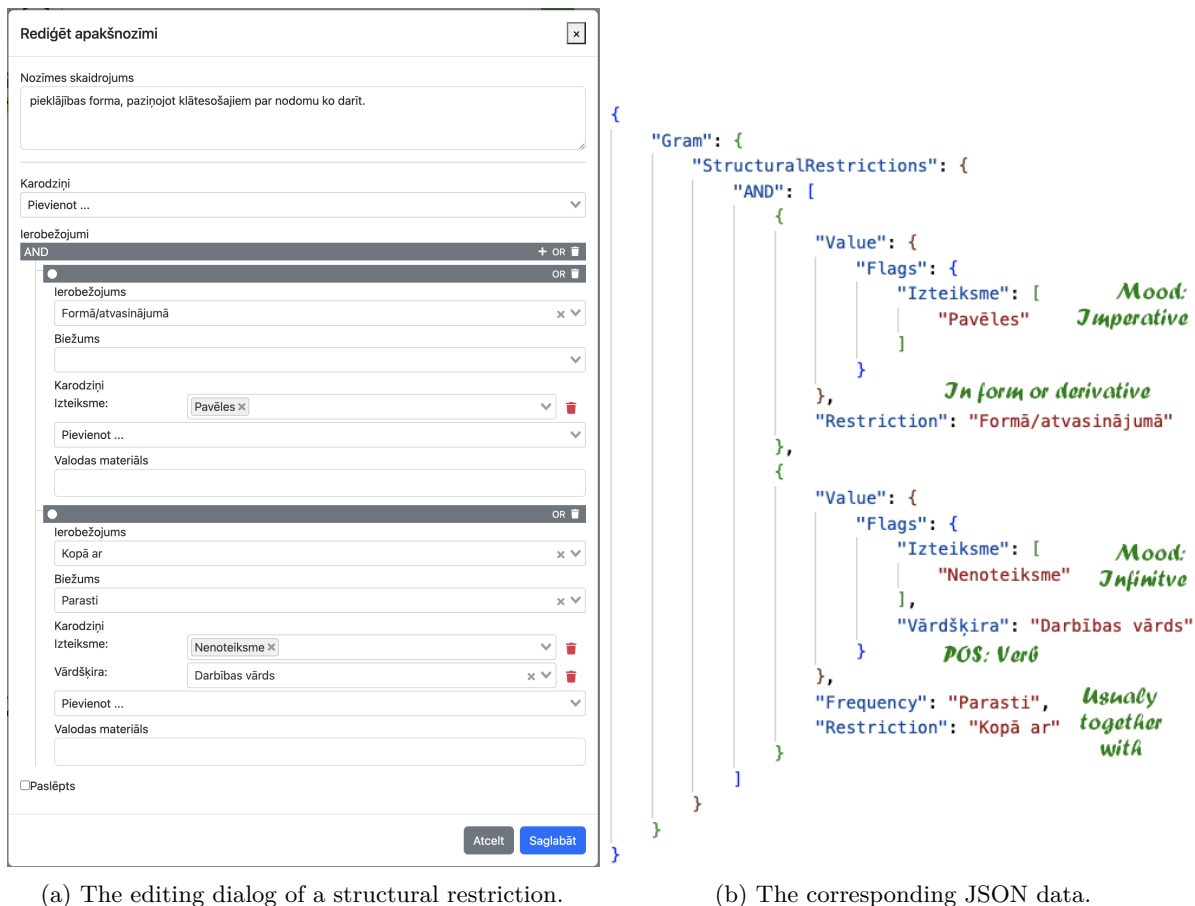 Rediģēt apakšnozīmi
×
Nozīmes skaidrojums
pieklājības forma, paziņojot klātesošajiem par nodomu ko darīt.
Karodziņi
Pievienot ...
Ierobežojumi
AND + OR
OR
Ierobežojums
Formā/atvasinājumā ×
Biežums
Karodziņi
Izteiksme: Pavēles ×
Pievienot ...
Valodas materiāls
OR
Ierobežojums
Kopā ar ×
Biežums
Parasti ×
Karodziņi
Izteiksme: Nenoteiksme ×
Vārdšķira: Darbības vārds ×
Pievienot ...
Valodas materiāls
Paslēpts
Atcelt Saglabāt
(a) The editing dialog of a structural restriction.
{
"Gram": {
"StructuralRestrictions": {
"AND": [
{
"Value": {
"Flags": {
"Izteiksme": [ Mood:
"Pavēles" Imperative
]
}
In form or derivative
},
"Restriction": "Formā/atvasinājumā"
},
{
"Value": {
"Flags": {
"Izteiksme": [ Mood:
"Nenoteiksme" Infinitve
],
"Vārdšķira": "Darbības vārds"
} POS: Verb
},
"Frequency": "Parasti", Usualy
"Restriction": "Kopā ar" together
with
}
]
}
}
}
(b) The corresponding JSON data.